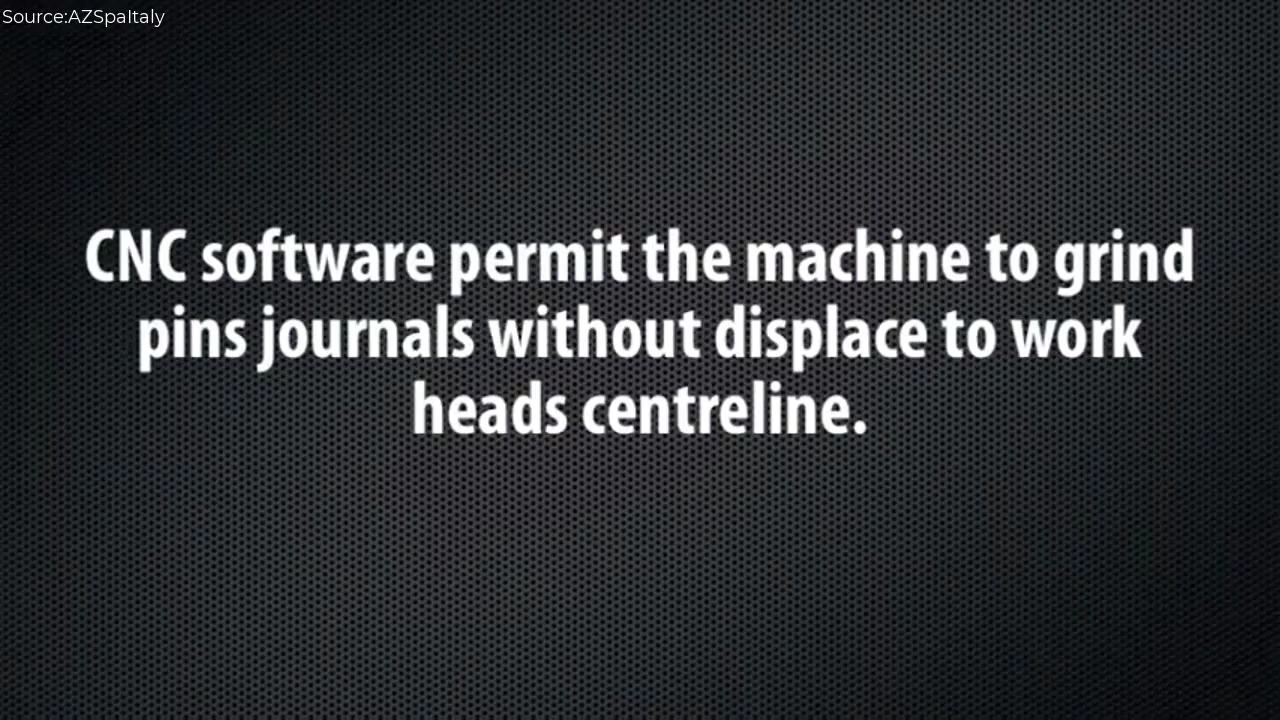 Source:AZSpaItaly
CNC software permit the machine to grind
pins journals without displace to work
heads centreline.